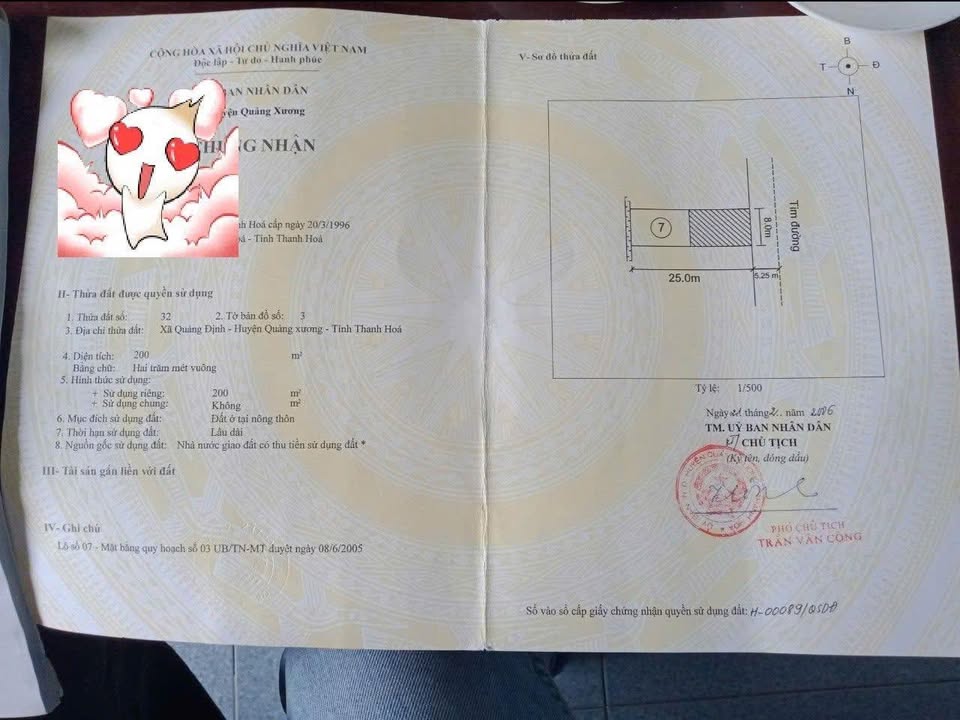 CỘNG HÒA XÃ HỘI CHỦ NGHĨA VIỆT NAM
Độc lập - Tự do - Hạnh phúc
BAN NHÂN DÂN
Quảng Xương
NHẬN
cấp ngày 20/3/1996
- Tỉnh Thanh Hoá
II- Thửa đất được quyền sử dụng
1. Thửa đất số: 32 2. Tờ bản đồ số: 3
3. Địa chỉ thửa đất: Xã Quảng Định - Huyện Quảng xương - Tỉnh Thanh Hoá
4. Diện tích: 200 m²
Bằng chữ: Hai trăm mét vuông
5. Hình thức sử dụng:
+ Sử dụng riêng: 200 m²
+ Sử dụng chung: Không m²
6. Mục đích sử dụng đất: Đất ở tại nông thôn
7. Thời hạn sử dụng đất: Lâu dài
8. Nguồn gốc sử dụng đất: Nhà nước giao đất có thu tiền sử dụng đất *
III- Tài sản gắn liền với đất
IV- Ghi chú
Lô số 07 - Mặt bằng quy hoạch số 03 UB/TN-MT duyệt ngày 08/6/2005
V- Sơ đồ thửa đất
B
T Đ
N
7
8.0m
Tim đường
25.0m
5.25 m
Tỷ lệ: 1/500
Ngày tháng năm
TM. UỶ BAN NHÂN DÂN
CHỦ TỊCH
(Ký tên, đóng dấu)
PHÓ CHỦ TỊCH
TRẦN VĂN CÔNG
Số vào sổ cấp giấy chứng nhận quyền sử dụng đất: H-00089/QSDĐ